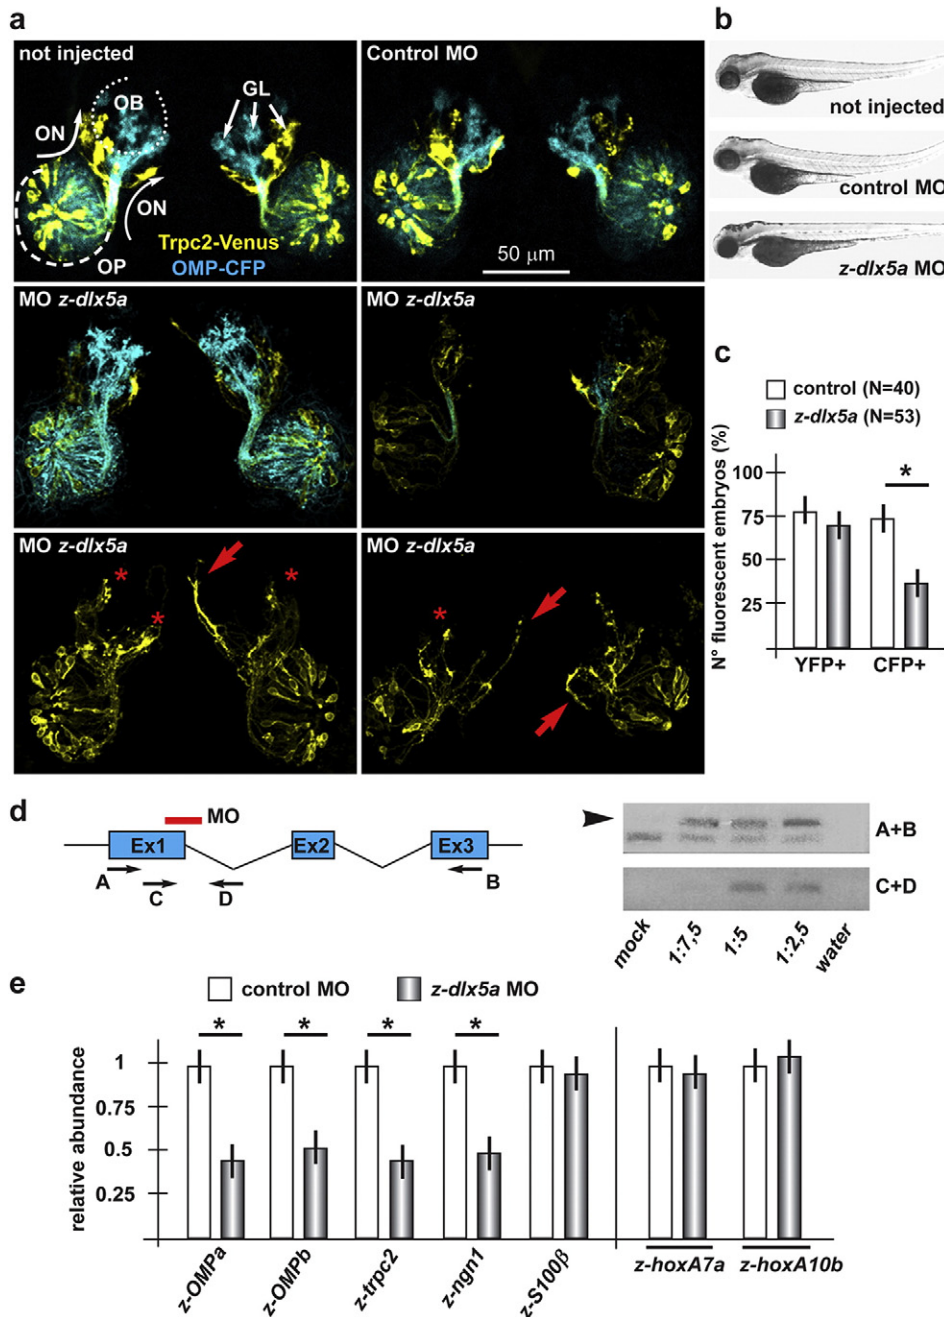 a
not injected
OB
GL
ON
ON
OP
Trpc2-Venus
OMP-CFP
Control MO
50 µm
MO z-dlx5a
MO z-dlx5a
MO z-dlx5a
*
*
*
MO z-dlx5a
*
b
not injected
control MO
z-dlx5a MO
c
control (N=40)
z-dlx5a (N=53)
N° fluorescent embryos (%)
100
75
50
25
*
YFP+
CFP+
d
MO
Ex1
Ex2
Ex3
A
C
D
B
A+B
C+D
mock
1:7,5
1:5
1:2,5
water
e
control MO
z-dlx5a MO
relative abundance
1
0.75
0.5
0.25
*
*
*
*
z-OMPa
z-OMPb
z-trpc2
z-ngn1
z-S100β
z-hoxA7a
z-hoxA10b